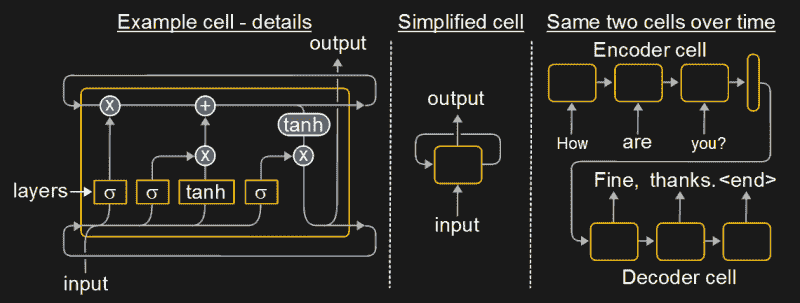 Example cell - details
output
X
+
tanh
X
X
layers
σ
σ
tanh
σ
input
Simplified cell
output
input
Same two cells over time
Encoder cell
How are you?
Fine, thanks. <end>
Decoder cell